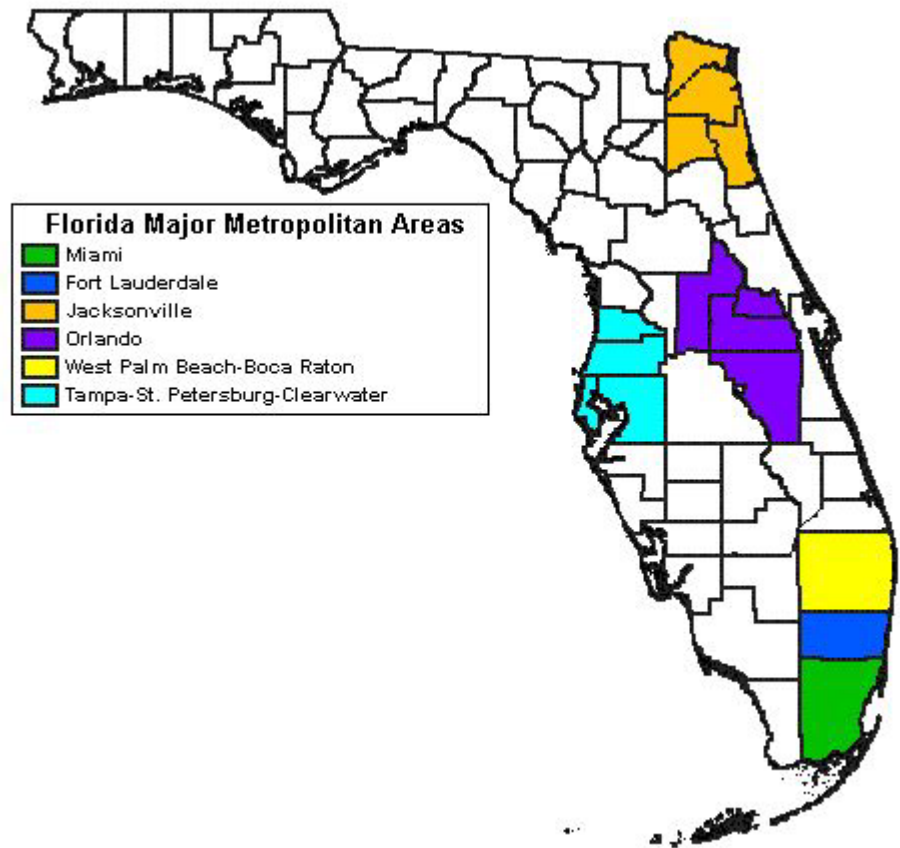 Florida Major Metropolitan Areas
Miami
Fort Lauderdale
Jacksonville
Orlando
West Palm Beach-Boca Raton
Tampa-St. Petersburg-Clearwater